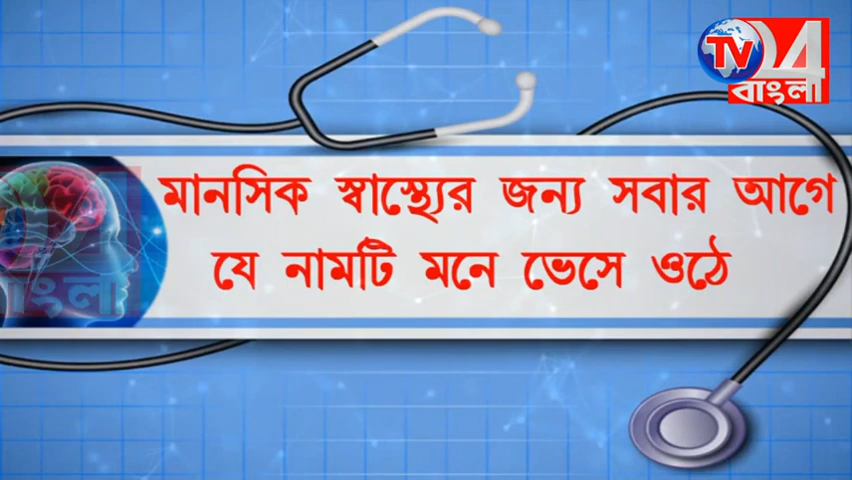 TV 24
বাংলা
মানসিক স্বাস্থ্যের জন্য সবার আগে
যে নামটি মনে ভেসে ওঠে
বাংলা